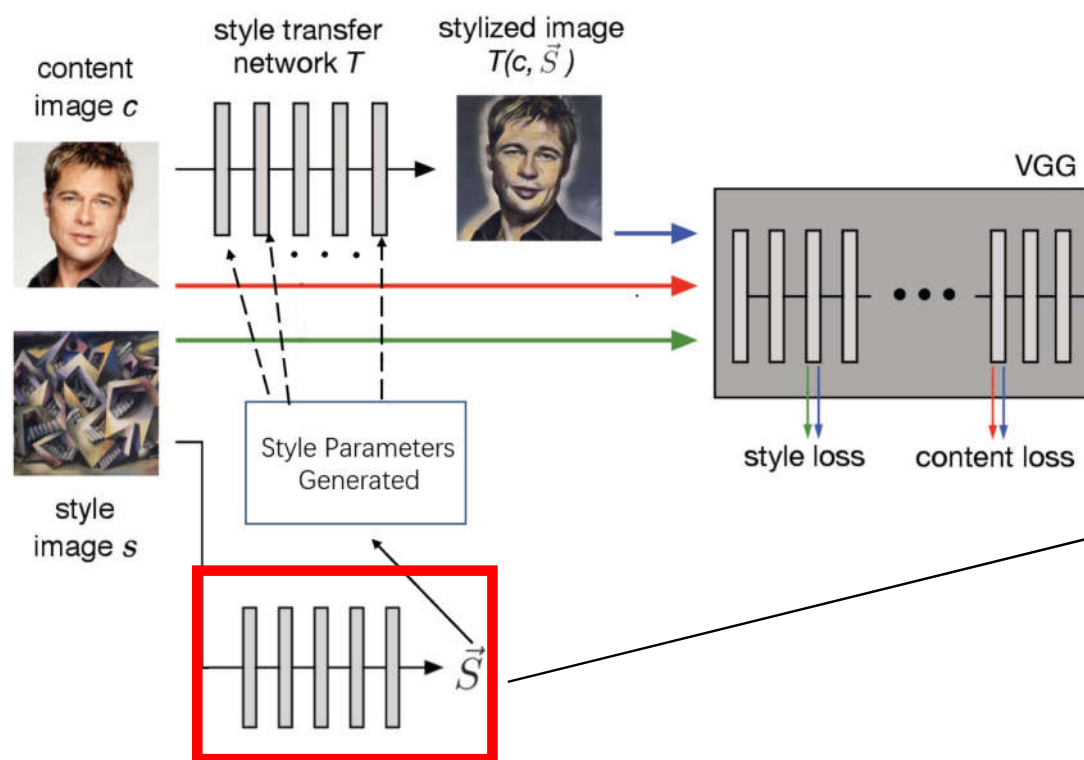 style transfer
network T
stylized image
T(c, S⃗ )
content
image c
VGG
Style Parameters
Generated
style loss
content loss
style
image s
S⃗